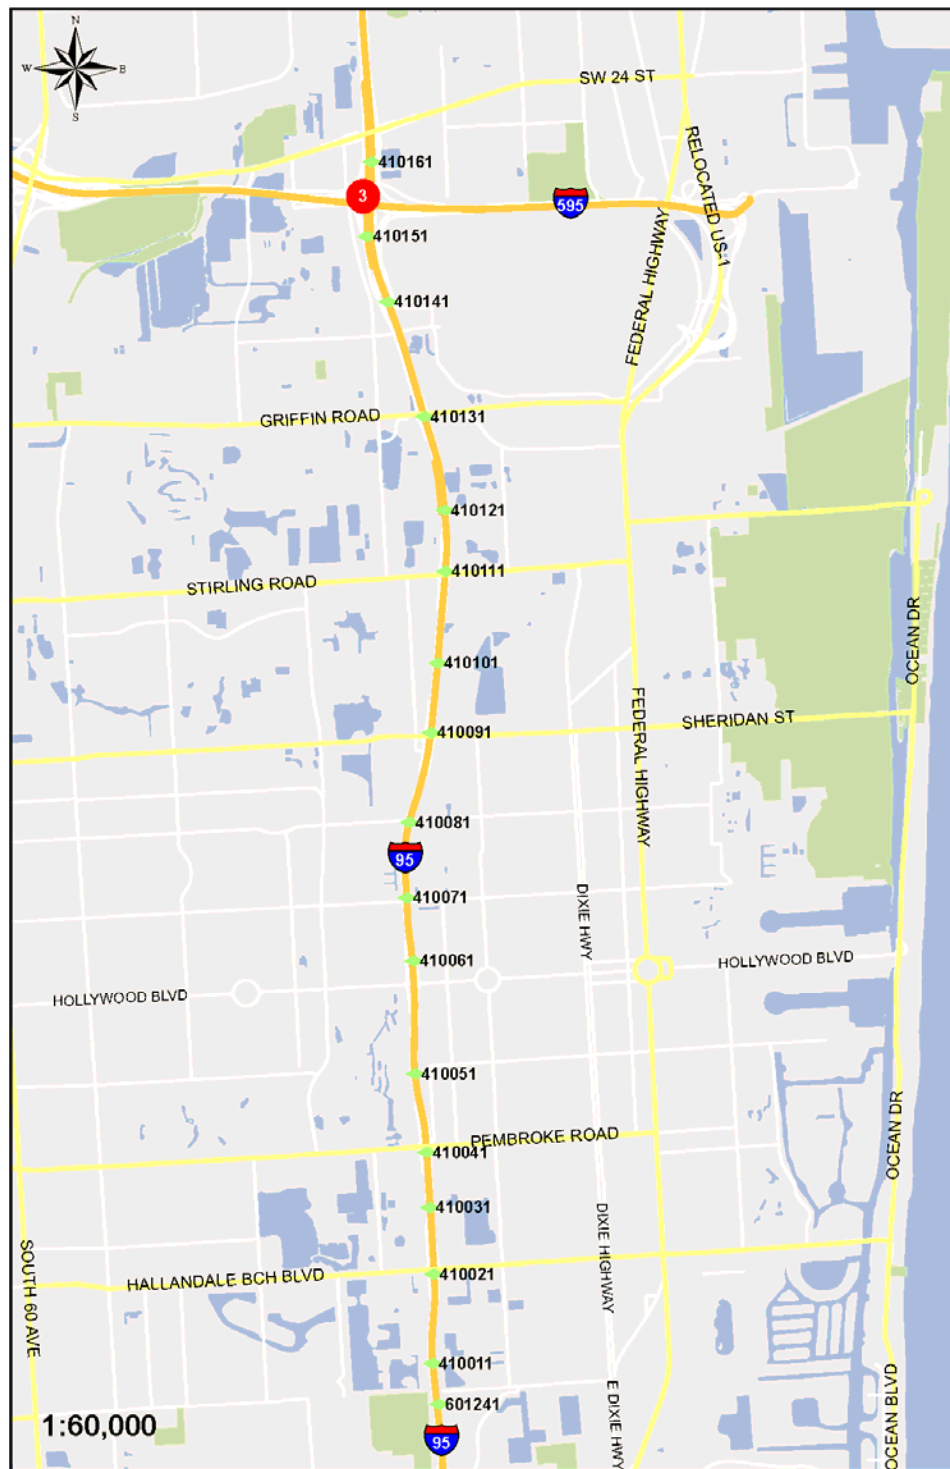 N
W E
S
SW 24 ST
RELOCATED US-1
410161
3
595
410151
FEDERAL HIGHWAY
410141
GRIFFIN ROAD
410131
410121
410111
STIRLING ROAD
OCEAN DR
410101
FEDERAL HIGHWAY
SHERIDAN ST
410091
410081
95
410071
DIXIE HWY
410061
HOLLYWOOD BLVD
HOLLYWOOD BLVD
410051
OCEAN DR
PEMBROKE ROAD
410041
410031
DIXIE HIGHWAY
SOUTH 60 AVE
410021
HALLANDALE BCH BLVD
410011
OCEAN BLVD
E DIXIE HWY
601241
1:60,000
95